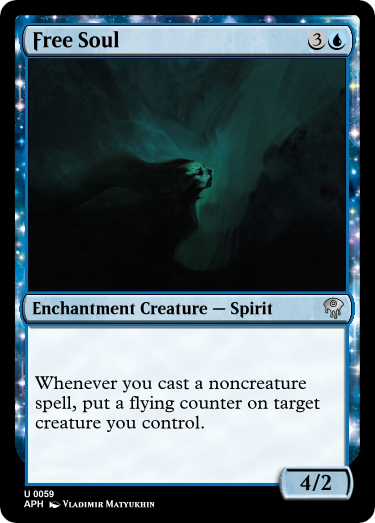 Free Soul 3
Enchantment Creature — Spirit
Whenever you cast a noncreature
spell, put a flying counter on target
creature you control.
4/2
U 0059
APH Vladimir Matyukhin